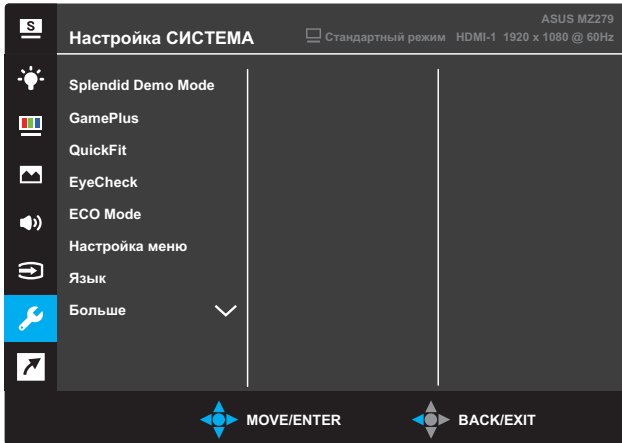 S
ASUS MZ279
Настройка СИСТЕМА
Стандартный режим HDMI-1 1920 x 1080 @ 60Hz
Splendid Demo Mode
GamePlus
QuickFit
EyeCheck
ECO Mode
Настройка меню
Язык
Больше
MOVE/ENTER BACK/EXIT